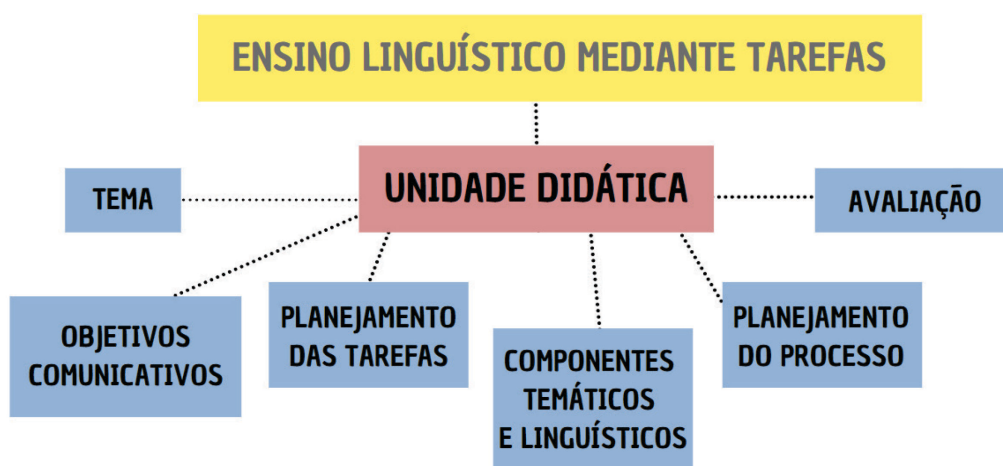 ENSINO LINGUÍSTICO MEDIANTE TAREFAS
UNIDADE DIDÁTICA
TEMA
AVALIAÇÃO
OBJETIVOS
COMUNICATIVOS
PLANEJAMENTO
DAS TAREFAS
COMPONENTES
TEMÁTICOS
E LINGUÍSTICOS
PLANEJAMENTO
DO PROCESSO